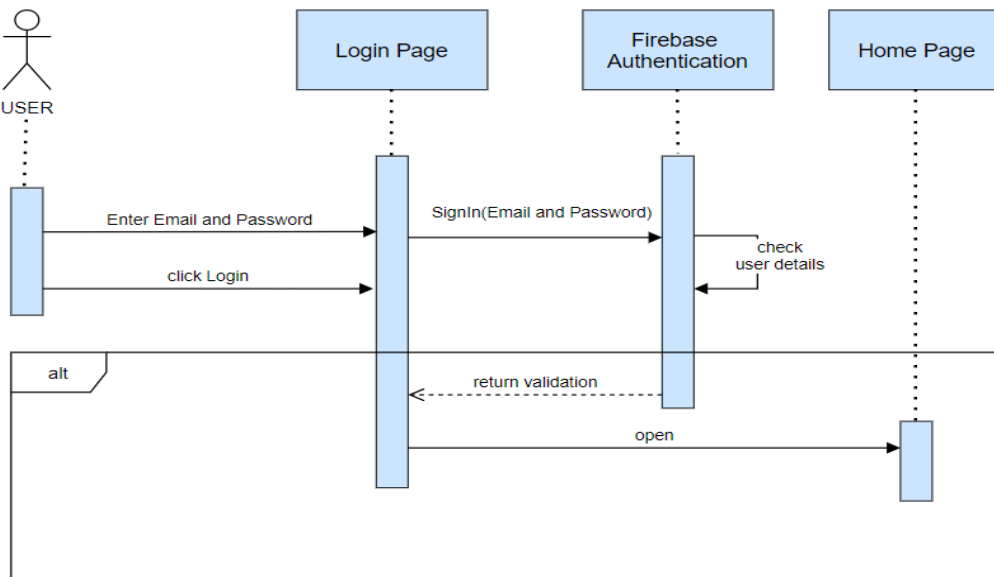 Login Page
Firebase
Authentication
Home Page
USER
Enter Email and Password
SignIn(Email and Password)
check
user details
click Login
alt
return validation
open